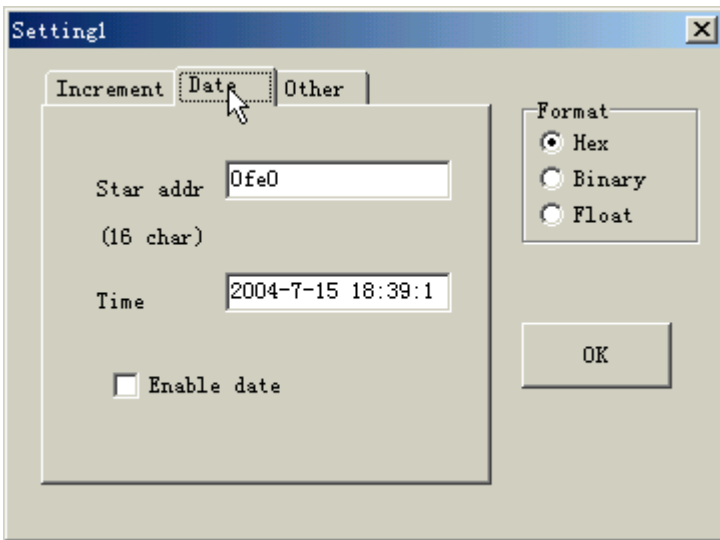 Setting1
Increment Date Other
Star addr 0fe0
(16 char)
Time 2004-7-15 18:39:1
Enable date
Format
Hex
Binary
Float
OK